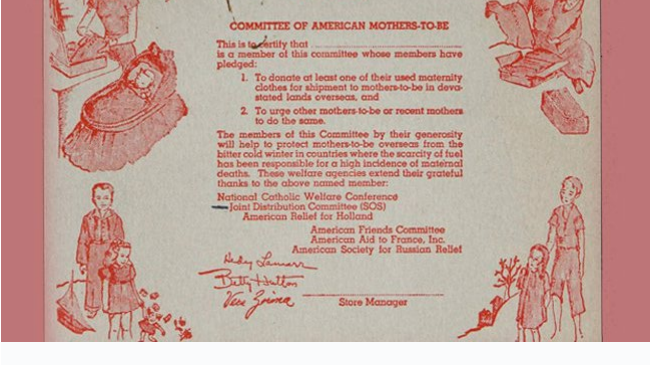 COMMITTEE OF AMERICAN MOTHERS-TO-BE
This is to certify that
is a member of this committee whose members have
pledged:
1. To donate at least one of their used maternity
clothes for shipment to mothers-to-be in deva-
stated lands overseas, and
2. To urge other mothers-to-be or recent mothers
to do the same.
The members of this Committee by their generosity
will help to protect mothers-to-be overseas from the
bitter cold winter in countries where the scarcity of fuel
has been responsible for a high incidence of maternal
deaths. These welfare agencies extend their grateful
thanks to the above named member:
National Catholic Welfare Conference
Joint Distribution Committee (SOS)
American Relief for Holland
American Friends Committee
American Aid to France, Inc.
American Society for Russian Relief
Hedy Lamarr
Betty Hutton
Vera Zorina
Store Manager